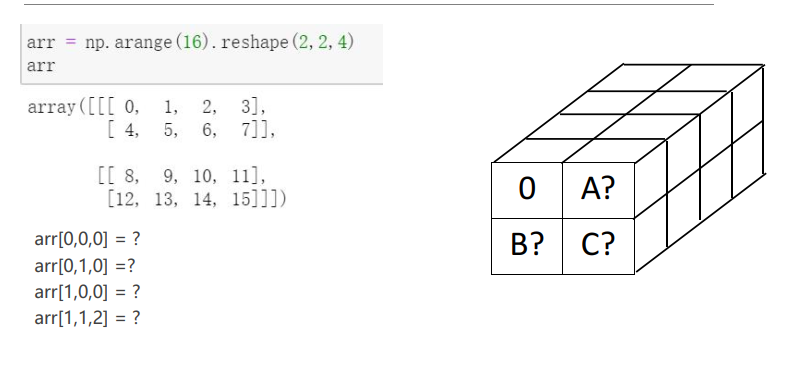 arr = np.arange(16).reshape(2,2,4)
arr
array([[[ 0, 1, 2, 3],
[ 4, 5, 6, 7]],
[[ 8, 9, 10, 11],
[12, 13, 14, 15]]])
arr[0,0,0] = ?
arr[0,1,0] =?
arr[1,0,0] = ?
arr[1,1,2] = ?
0 A?
B? C?